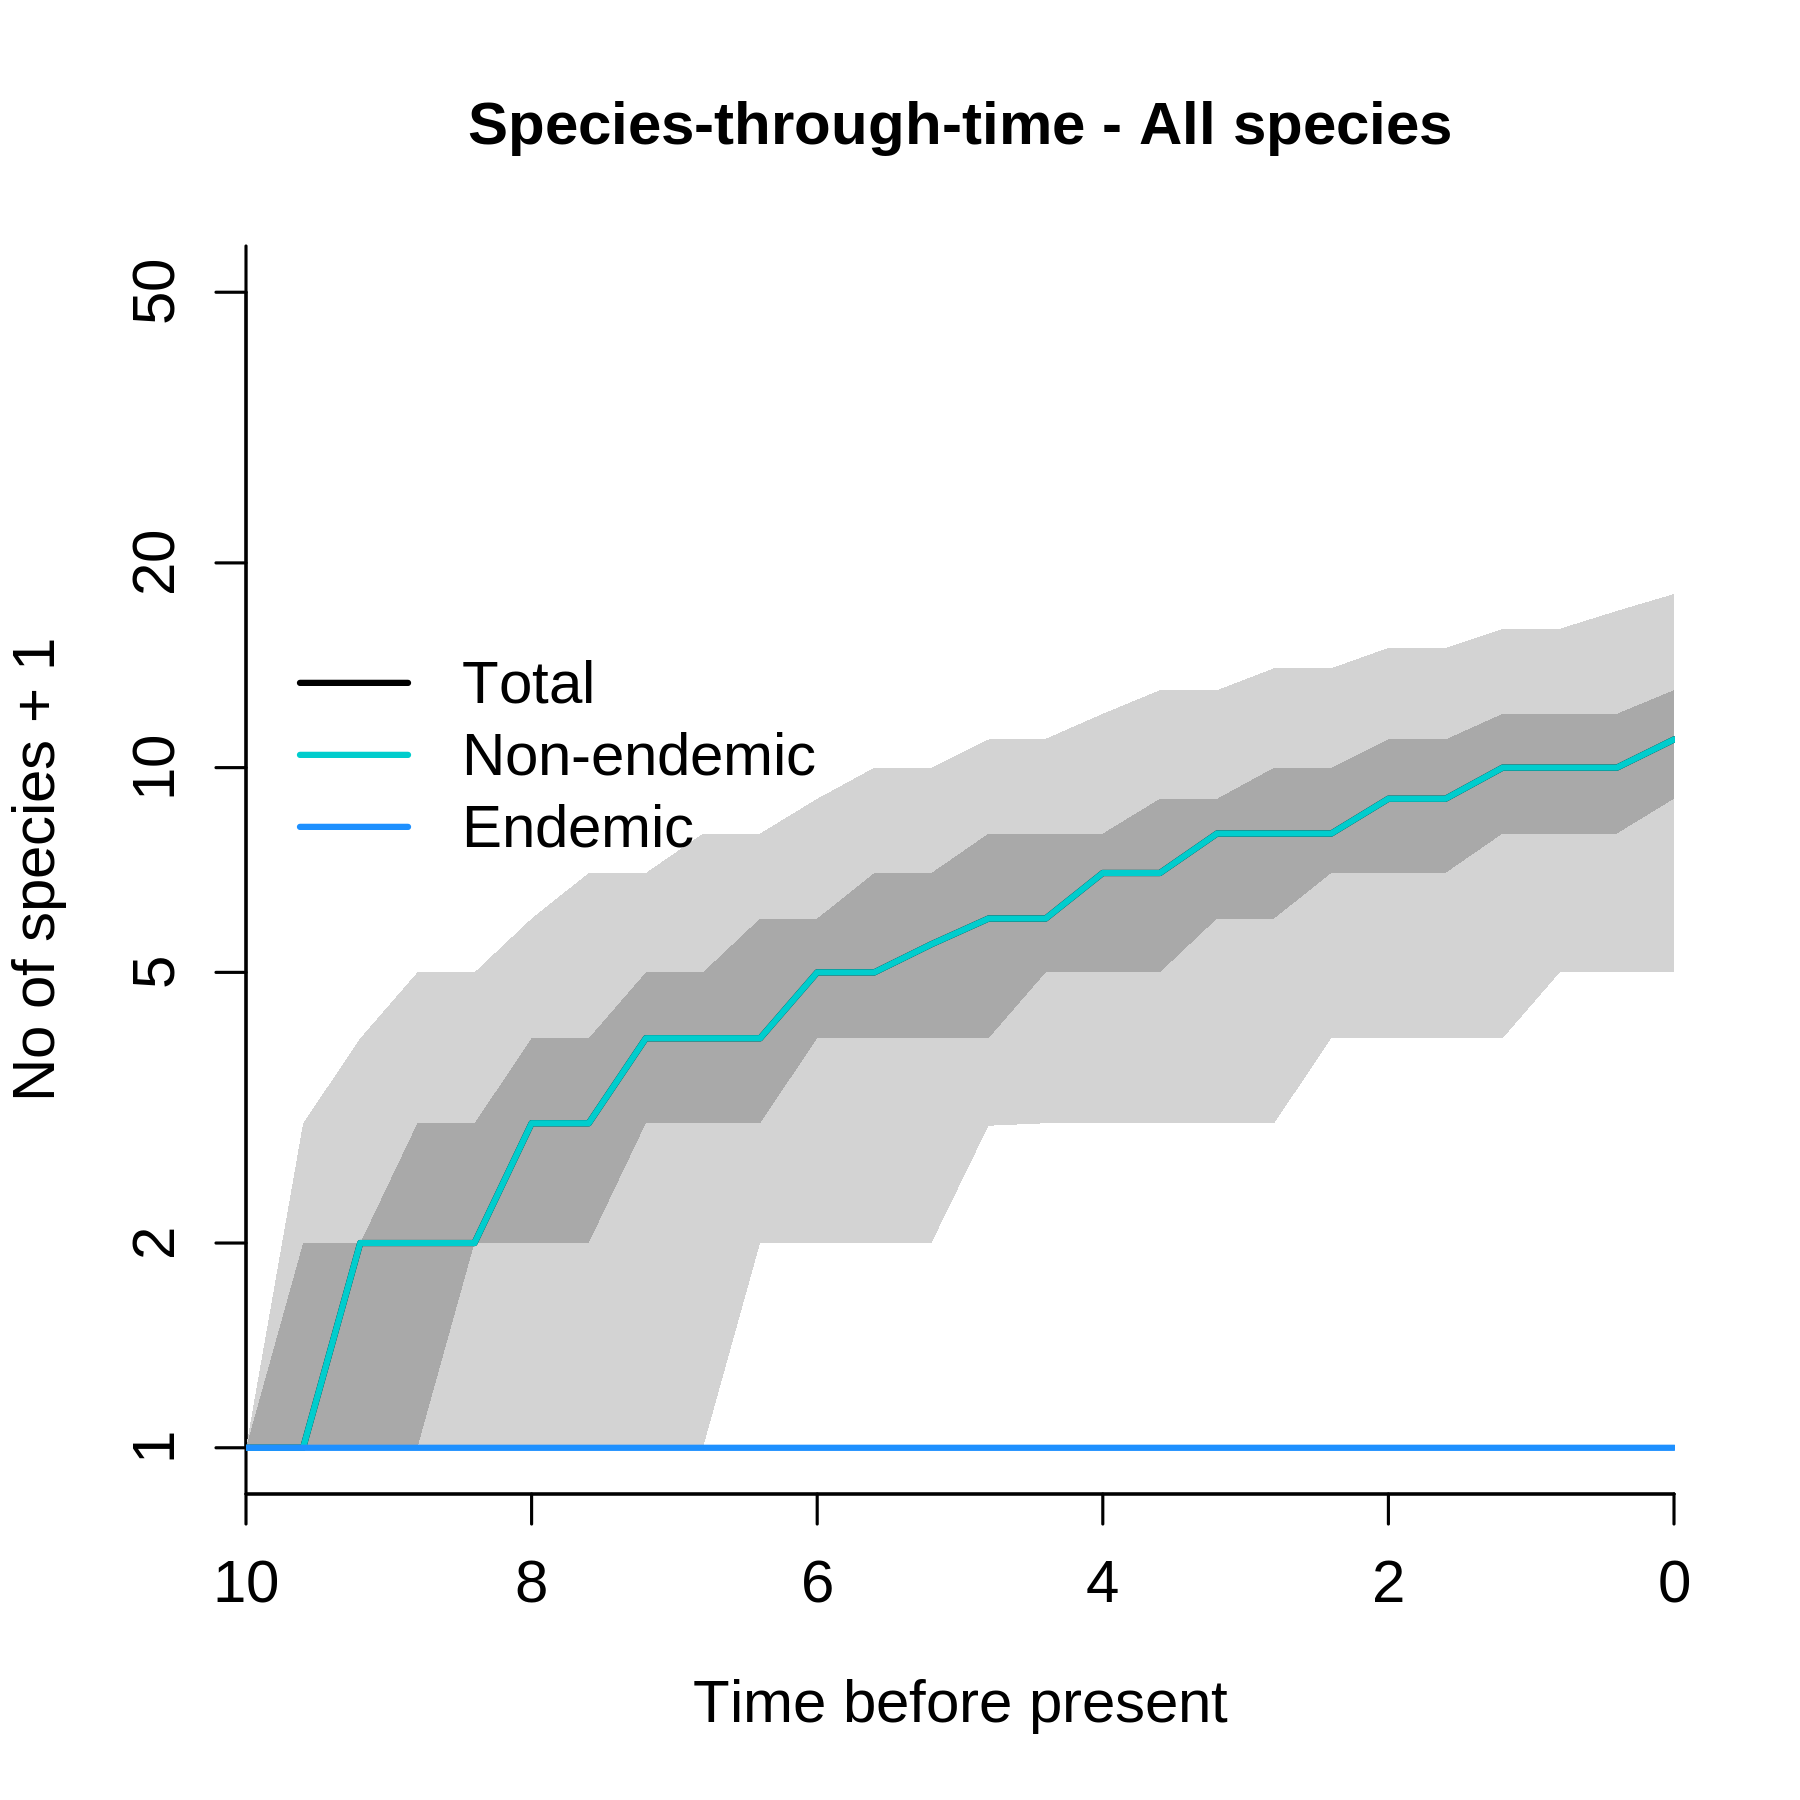 Species-through-time - All species
No of species + 1
50
20
10
5
2
1
Total
Non-endemic
Endemic
10 8 6 4 2 0
Time before present